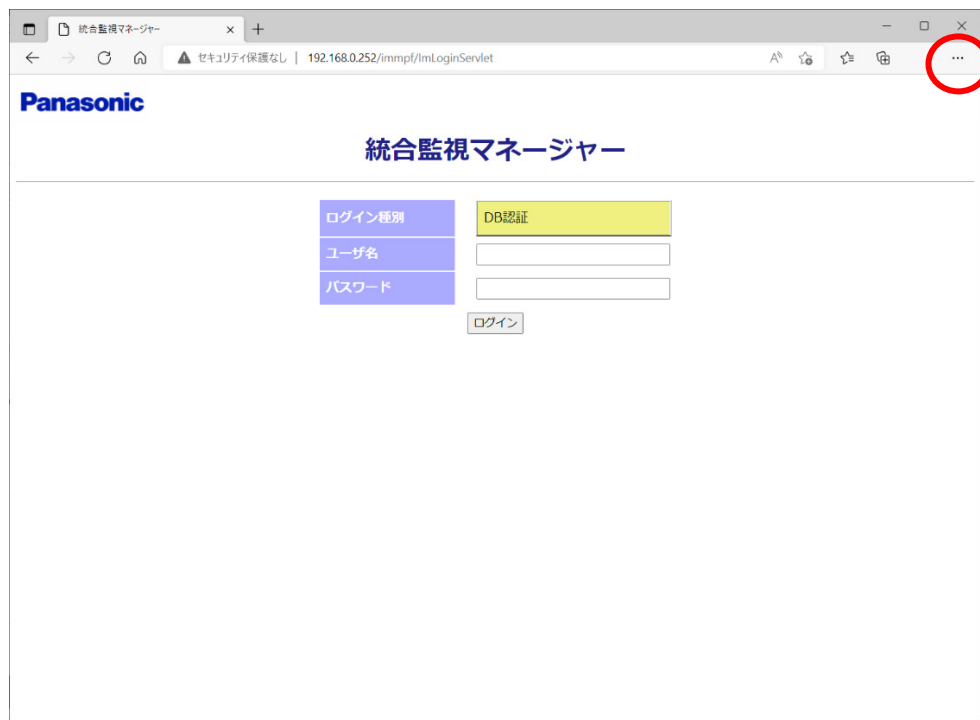 統合監視マネージャー
セキュリティ保護なし | 192.168.0.252/immpf/ImLoginServlet
Panasonic
統合監視マネージャー
ログイン種別 DB認証
ユーザ名
パスワード
ログイン